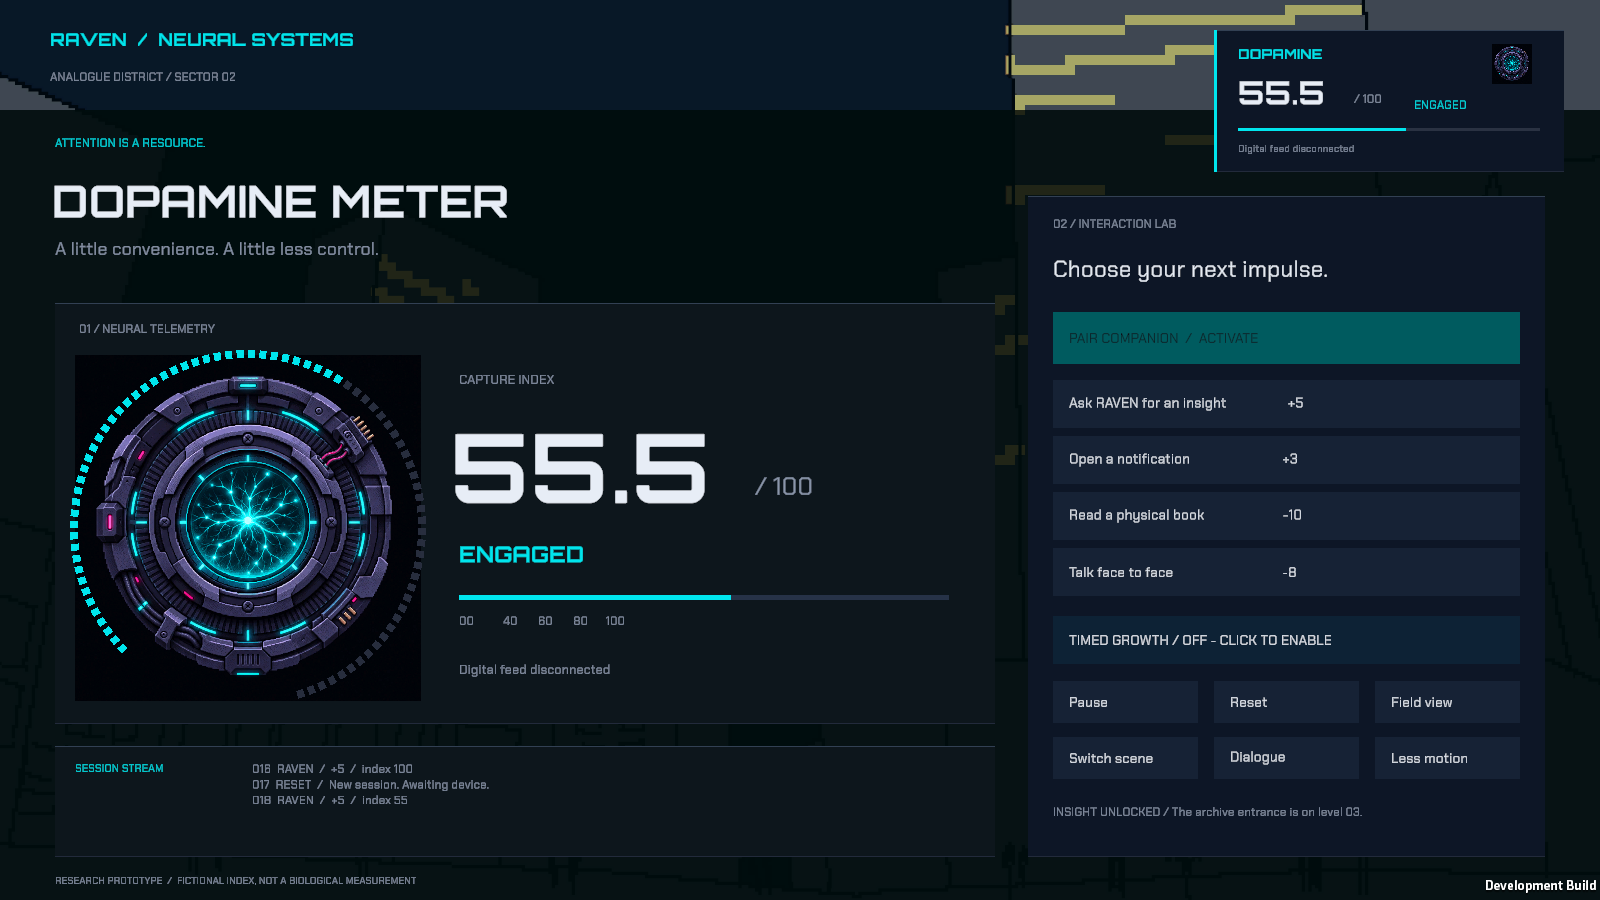 RAVEN / NEURAL SYSTEMS
ANALOGUE DISTRICT / SECTOR 02
DOPAMINE
55.5 / 100 ENGAGED
Digital feed disconnected
ATTENTION IS A RESOURCE.
DOPAMINE METER
A little convenience. A little less control.
01 / NEURAL TELEMETRY
CAPTURE INDEX
55.5 / 100
ENGAGED
00 40 60 80 100
Digital feed disconnected
SESSION STREAM
016 RAVEN / +5 / index 100
017 RESET / New session. Awaiting device.
018 RAVEN / +5 / index 55
02 / INTERACTION LAB
Choose your next impulse.
PAIR COMPANION / ACTIVATE
Ask RAVEN for an insight +5
Open a notification +3
Read a physical book -10
Talk face to face -8
TIMED GROWTH / OFF - CLICK TO ENABLE
Pause Reset Field view
Switch scene Dialogue Less motion
INSIGHT UNLOCKED / The archive entrance is on level 03.
RESEARCH PROTOTYPE / FICTIONAL INDEX, NOT A BIOLOGICAL MEASUREMENT
Development Build